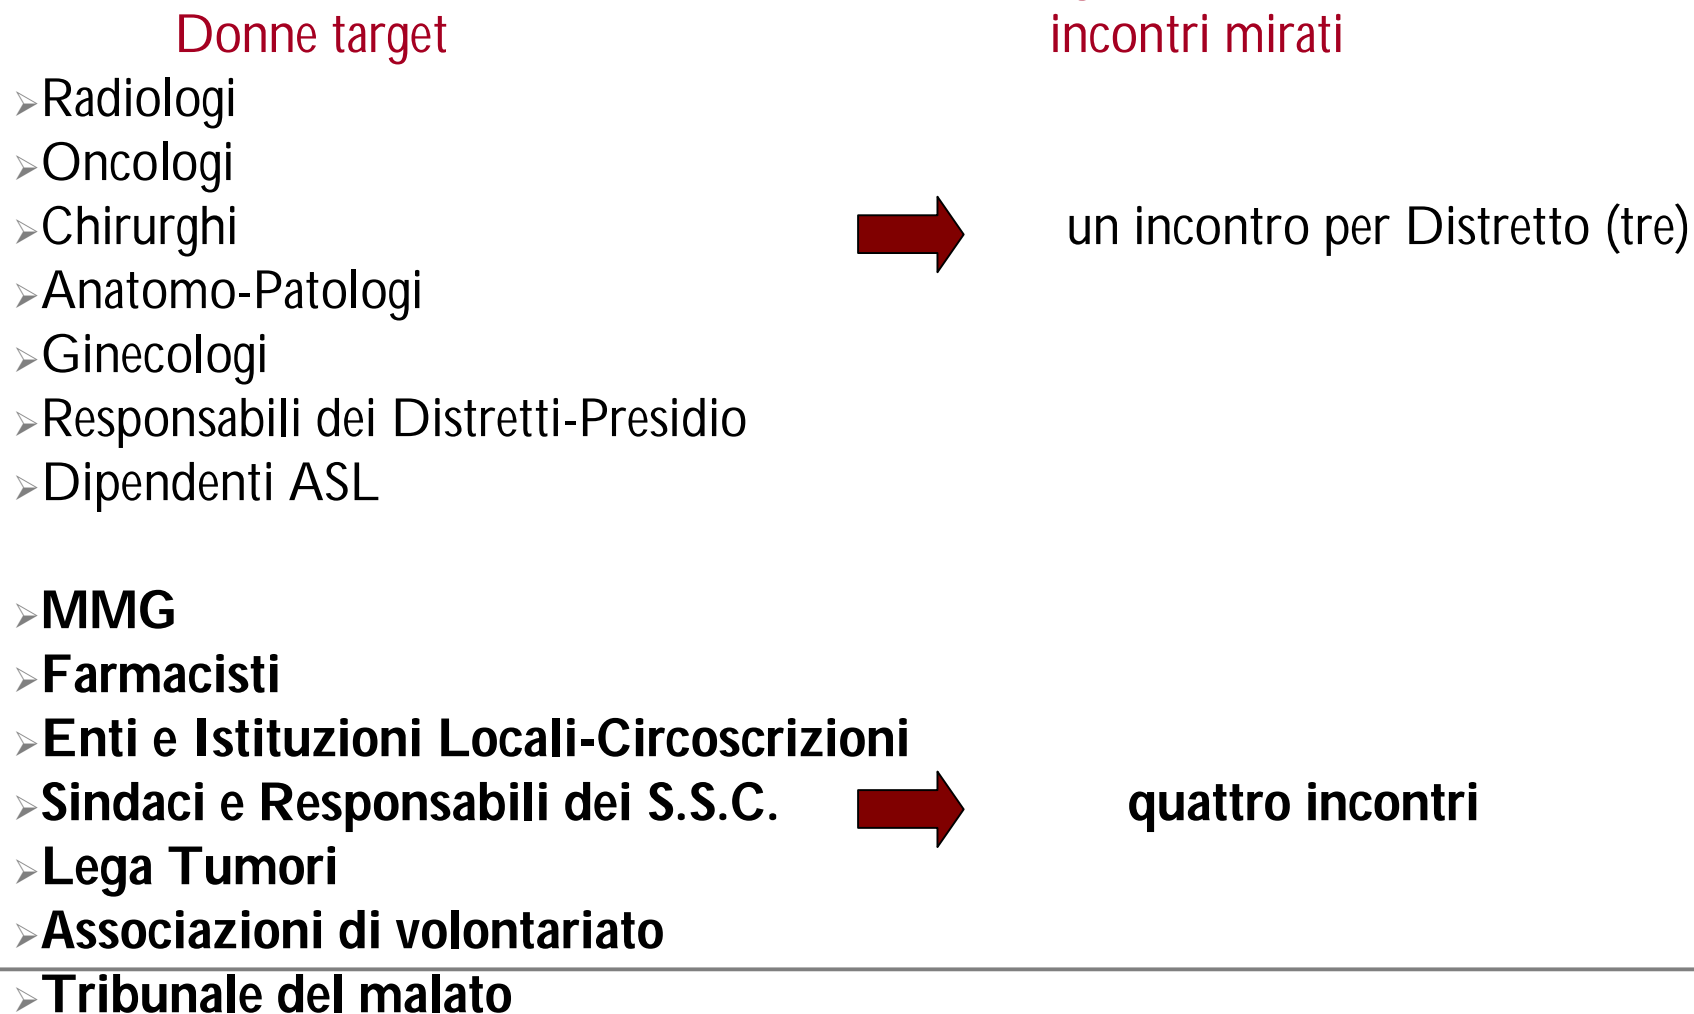 Donne target incontri mirati
➢Radiologi
➢Oncologi
➢Chirurghi un incontro per Distretto (tre)
➢Anatomo-Patologi
➢Ginecologi
➢Responsabili dei Distretti-Presidio
➢Dipendenti ASL
➢MMG
➢Farmacisti
➢Enti e Istituzioni Locali-Circoscrizioni
➢Sindaci e Responsabili dei S.S.C. quattro incontri
➢Lega Tumori
➢Associazioni di volontariato
➢Tribunale del malato